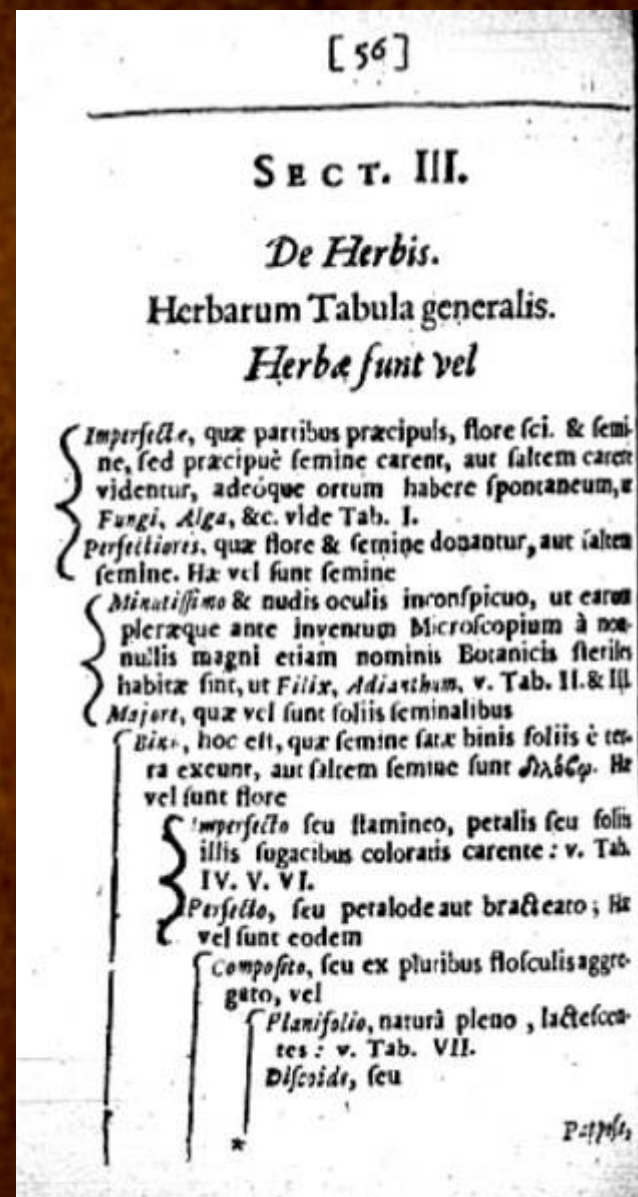 [ 56 ]
SECT. III.
De Herbis.
Herbarum Tabula generalis.
Herbæ ſunt vel
Imperfectæ, quæ partibus præcipuis, flore ſci. & ſemi-
ne, ſed præcipuè ſemine carent, aut ſaltem carere
videntur, adeóque ortum habere ſpontaneum, ut
Fungi, Alga, &c. vide Tab. I.
Perfectiores, quæ flore & ſemine donantur, aut ſaltem
ſemine. Hæ vel ſunt ſemine
Minutiſſimo & nudis oculis inconſpicuo, ut earum
pleræque ante inventum Microſcopium à non-
nullis magni etiam nominis Botanicis ſteriles
habitæ ſint, ut Filix, Adianthum, v. Tab. II. & III.
Majore, quæ vel ſunt foliis ſeminalibus
Binis, hoc eſt, quæ ſemine ſatæ binis foliis è ter-
ra exeunt, aut ſaltem ſemine ſunt Hæ
vel ſunt flore
Imperfecto ſeu ſtamineo, petalis ſeu foliis
illis fugacibus coloratis carente: v. Tab.
IV. V. VI.
Perfecto, ſeu petalode aut bracteato; Hæ
vel ſunt eodem
Compoſito, ſeu ex pluribus floſculis aggre-
gato, vel
Planifolio, naturâ pleno, lacteſcen-
tes: v. Tab. VII.
Diſcoide, ſeu
*